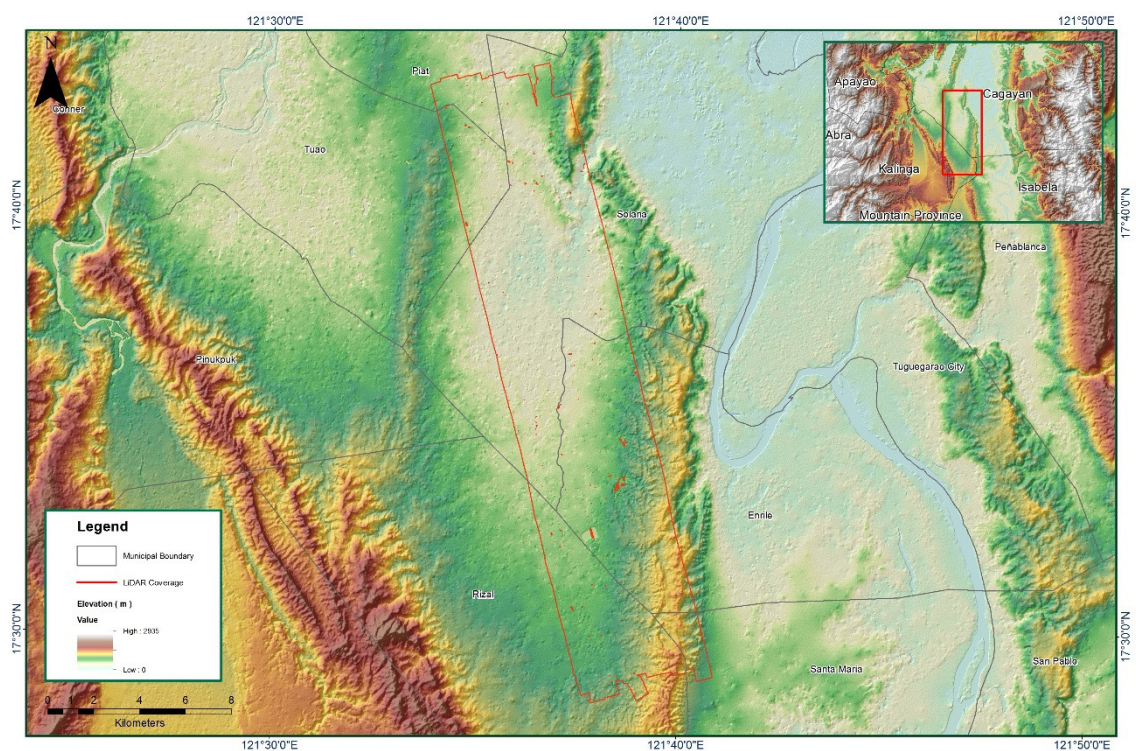 121°30'0"E
121°40'0"E
121°50'0"E
N
Piat
Conner
Apayao
Cagayan
Tuao
Abra
Kalinga
Isabela
17°40'0"N
17°40'0"N
Solana
Mountain Province
Peñablanca
Pinukpuk
Tuguegarao City
Enrile
Legend
Municipal Boundary
LiDAR Coverage
Rizal
Elevation ( m )
Value
High : 2935
17°30'0"N
17°30'0"N
Low : 0
Santa Maria
San Pablo
0 1 2 4 6 8
Kilometers
121°30'0"E
121°40'0"E
121°50'0"E